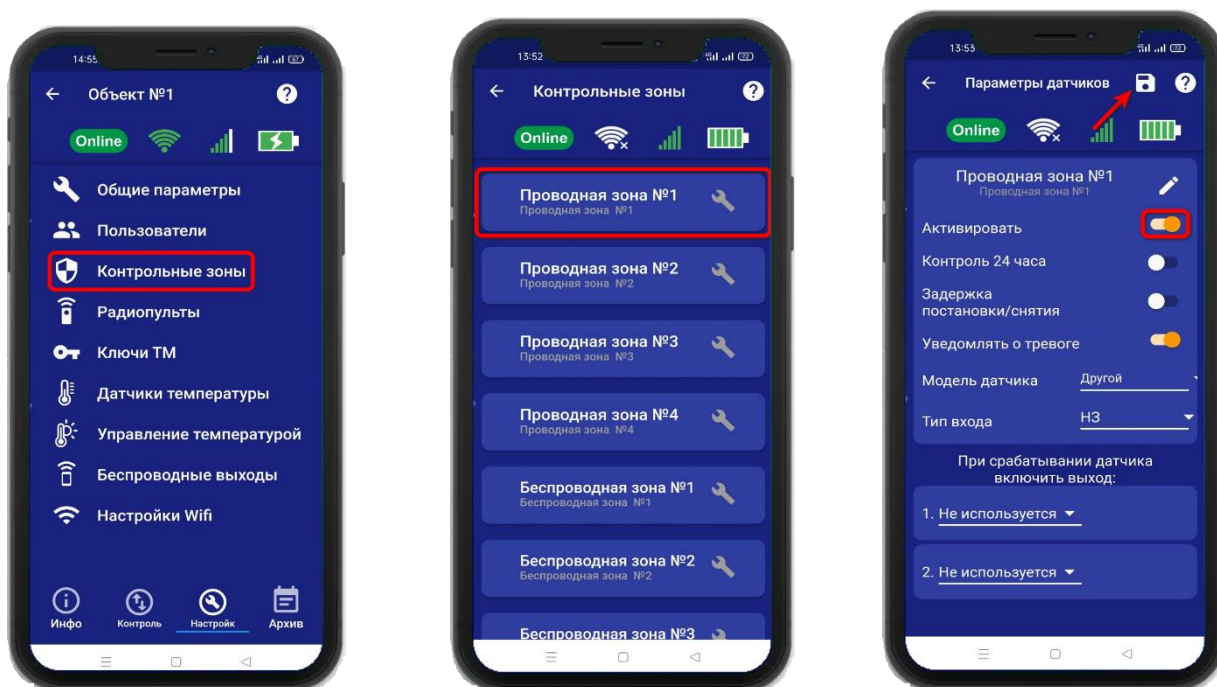 14:55
Объект №1
Online
Общие параметры
Пользователи
Контрольные зоны
Радиопульты
Ключи ТМ
Датчики температуры
Управление температурой
Беспроводные выходы
Настройки Wifi
Инфо
Контроль
Настройк
Архив
13:52
Контрольные зоны
Online
Проводная зона №1
Проводная зона №1
Проводная зона №2
Проводная зона №2
Проводная зона №3
Проводная зона №3
Проводная зона №4
Проводная зона №4
Беспроводная зона №1
Беспроводная зона №1
Беспроводная зона №2
Беспроводная зона №2
Беспроводная зона №3
13:53
Параметры датчиков
Online
Проводная зона №1
Проводная зона №1
Активировать
Контроль 24 часа
Задержка
постановки/снятия
Уведомлять о тревоге
Модель датчика Другой
Тип входа НЗ
При срабатывании датчика
включить выход:
1. Не используется
2. Не используется